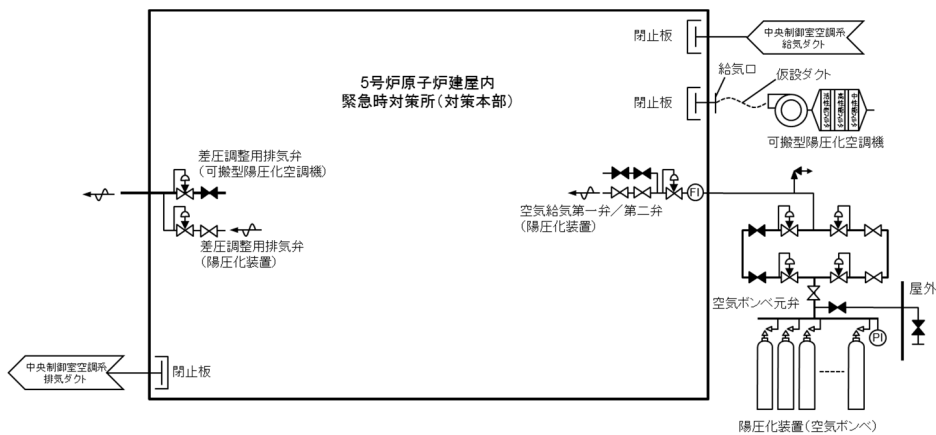 閉止板
中央制御室空調系
給気ダクト
給気口
仮設ダクト
閉止板
可搬型陽圧化空調機
5号炉原子炉建屋内
緊急時対策所(対策本部)
差圧調整用排気弁
(可搬型陽圧化空調機)
差圧調整用排気弁
(陽圧化装置)
空気給気第一弁/第二弁
(陽圧化装置)
FI
空気ボンベ元弁
屋外
PI
陽圧化装置(空気ボンベ)
中央制御室空調系
排気ダクト
閉止板